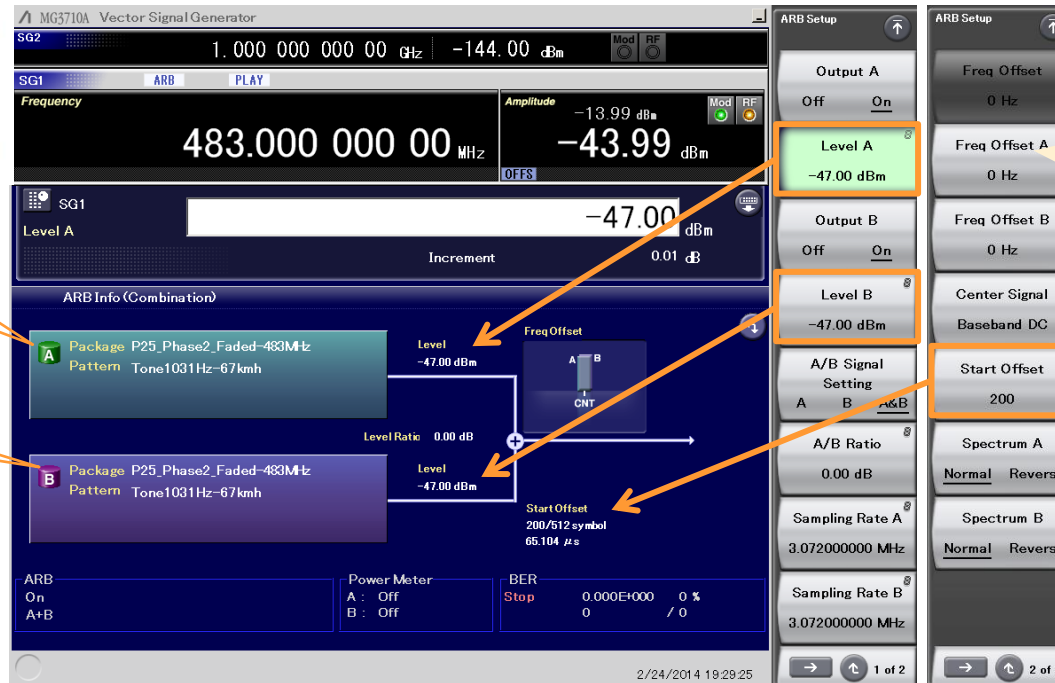 MG3710A Vector Signal Generator
SG2
1.000 000 000 00 GHz -144.00 dBm
Mod RF
SG1 ARB PLAY
Frequency
483.000 000 00 MHz
Amplitude
-13.99 dBm
-43.99 dBm
Mod RF
OFFS
SG1
Level A
-47.00 dBm
Increment 0.01 dB
ARB Info (Combination)
A
Package P25_Phase2_Faded-483MHz
Pattern Tone1031Hz-67kmh
Level
-47.00 dBm
Freq Offset
A B
CNT
Level Ratio 0.00 dB
B
Package P25_Phase2_Faded-483MHz
Pattern Tone1031Hz-67kmh
Level
-47.00 dBm
Start Offset
200/512 symbol
65.104 μs
ARB
On
A+B
Power Meter
A : Off
B : Off
BER
Stop 0.000E+000 0 %
0 / 0
2/24/2014 19:29:25
ARB Setup
Output A
Off On
Level A
-47.00 dBm
Output B
Off On
Level B
-47.00 dBm
A/B Signal
Setting
A B A&B
A/B Ratio
0.00 dB
Sampling Rate A
3.072000000 MHz
Sampling Rate B
3.072000000 MHz
1 of 2
ARB Setup
Freq Offset
0 Hz
Freq Offset A
0 Hz
Freq Offset B
0 Hz
Center Signal
Baseband DC
Start Offset
200
Spectrum A
Normal Revers
Spectrum B
Normal Revers
2 of